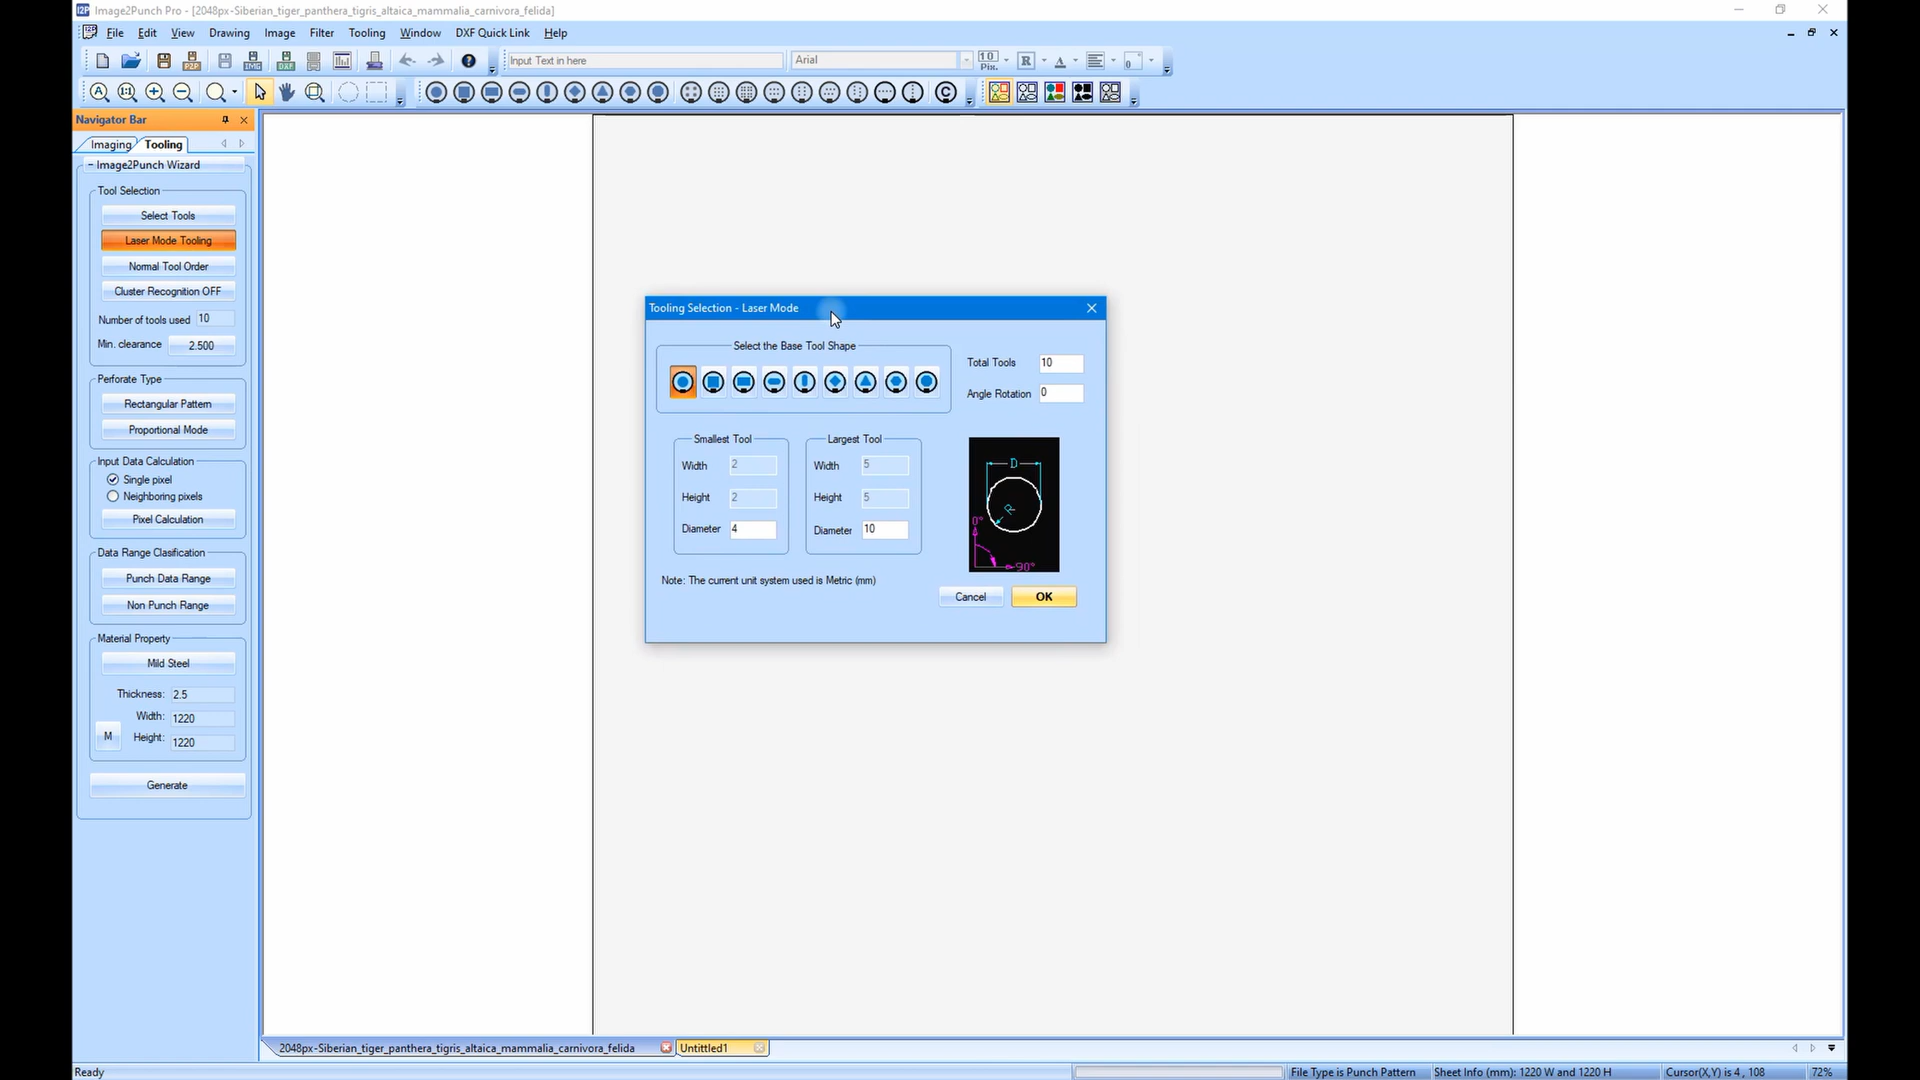 Image2Punch Pro - [2048px-Siberian_tiger_panthera_tigris_altaica_mammalia_carnivora_felida]
File Edit View Drawing Image Filter Tooling Window DXF Quick Link Help
Input Text in here Arial 10 Pix.
Navigator Bar
Imaging Tooling
Image2Punch Wizard
Tool Selection
Select Tools
Laser Mode Tooling
Normal Tool Order
Cluster Recognition OFF
Number of tools used 10
Min. clearance 2.500
Perforate Type
Rectangular Pattern
Proportional Mode
Input Data Calculation
Single pixel
Neighboring pixels
Pixel Calculation
Data Range Clasification
Punch Data Range
Non Punch Range
Material Property
Mild Steel
Thickness: 2.5
Width: 1220
M Height: 1220
Generate
Tooling Selection - Laser Mode
Select the Base Tool Shape
Total Tools 10
Angle Rotation 0
Smallest Tool
Width 2
Height 2
Diameter 4
Largest Tool
Width 5
Height 5
Diameter 10
D
R
0°
90°
Note: The current unit system used is Metric (mm)
Cancel OK
2048px-Siberian_tiger_panthera_tigris_altaica_mammalia_carnivora_felida Untittled1
Ready File Type is Punch Pattern Sheet Info (mm): 1220 W and 1220 H Cursor(X,Y) is 4 , 108 72%